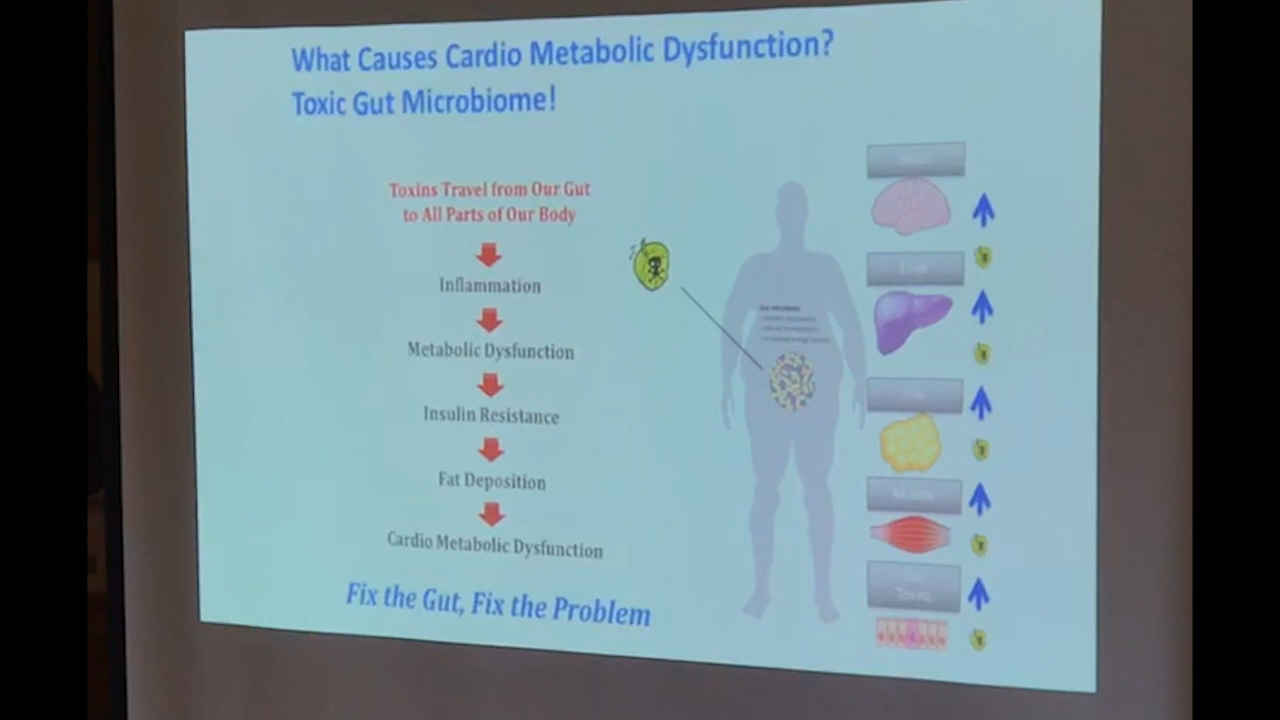 What Causes Cardio Metabolic Dysfunction?
Toxic Gut Microbiome!
Toxins Travel from Our Gut
to All Parts of Our Body
Inflammation
Metabolic Dysfunction
Insulin Resistance
Fat Deposition
Cardio Metabolic Dysfunction
Fix the Gut, Fix the Problem